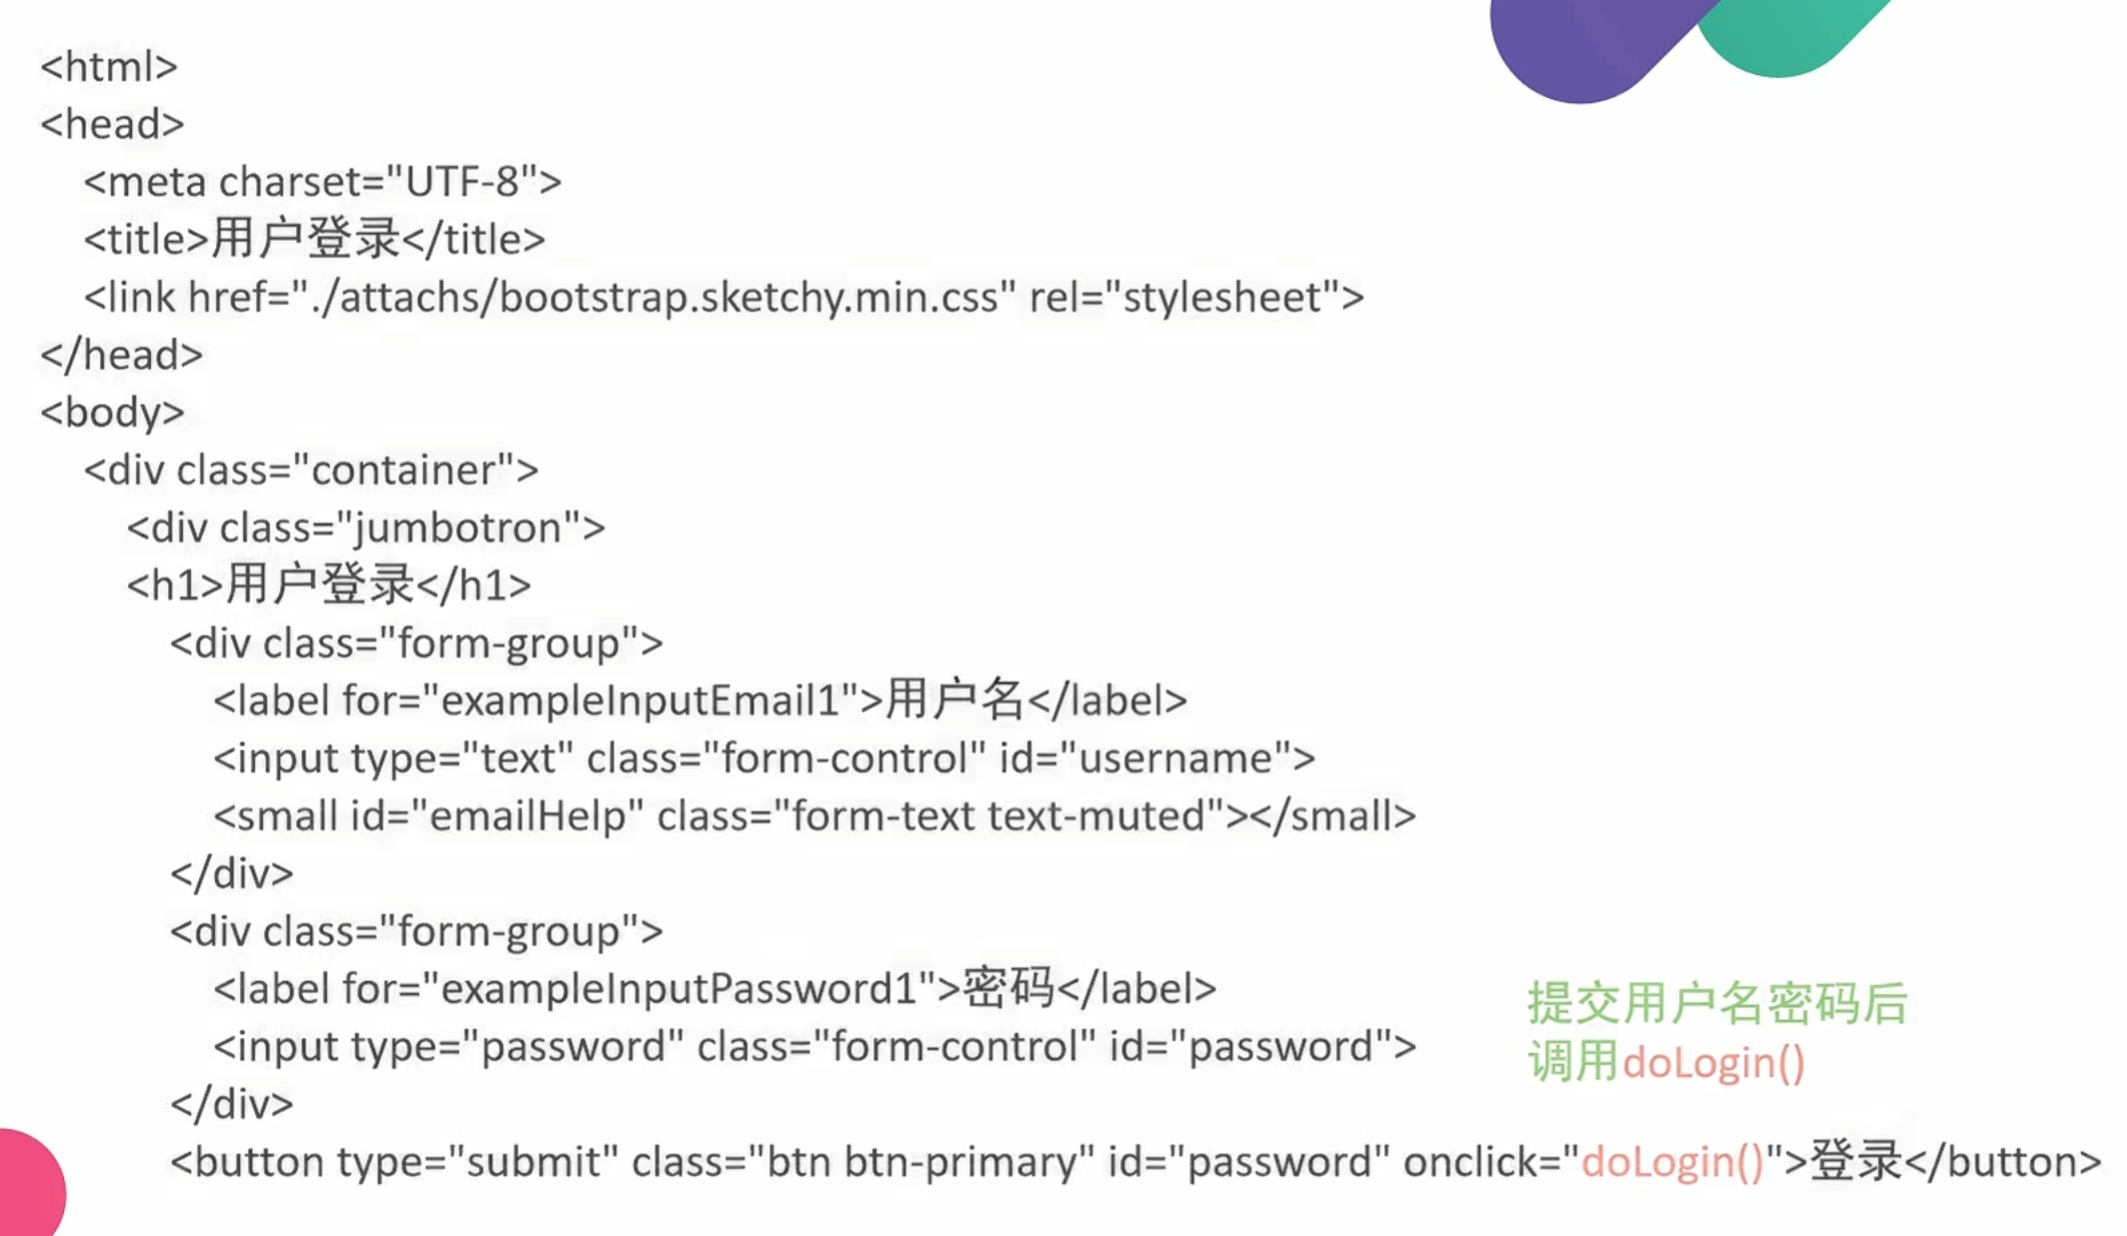 <html>
<head>
<meta charset="UTF-8">
<title>用户登录</title>
<link href="./attachs/bootstrap.sketchy.min.css" rel="stylesheet">
</head>
<body>
<div class="container">
<div class="jumbotron">
<h1>用户登录</h1>
<div class="form-group">
<label for="exampleInputEmail1">用户名</label>
<input type="text" class="form-control" id="username">
<small id="emailHelp" class="form-text text-muted"></small>
</div>
<div class="form-group">
<label for="exampleInputPassword1">密码</label>
<input type="password" class="form-control" id="password">
</div>
<button type="submit" class="btn btn-primary" id="password" onclick="doLogin()">登录</button>
提交用户名密码后
调用doLogin()